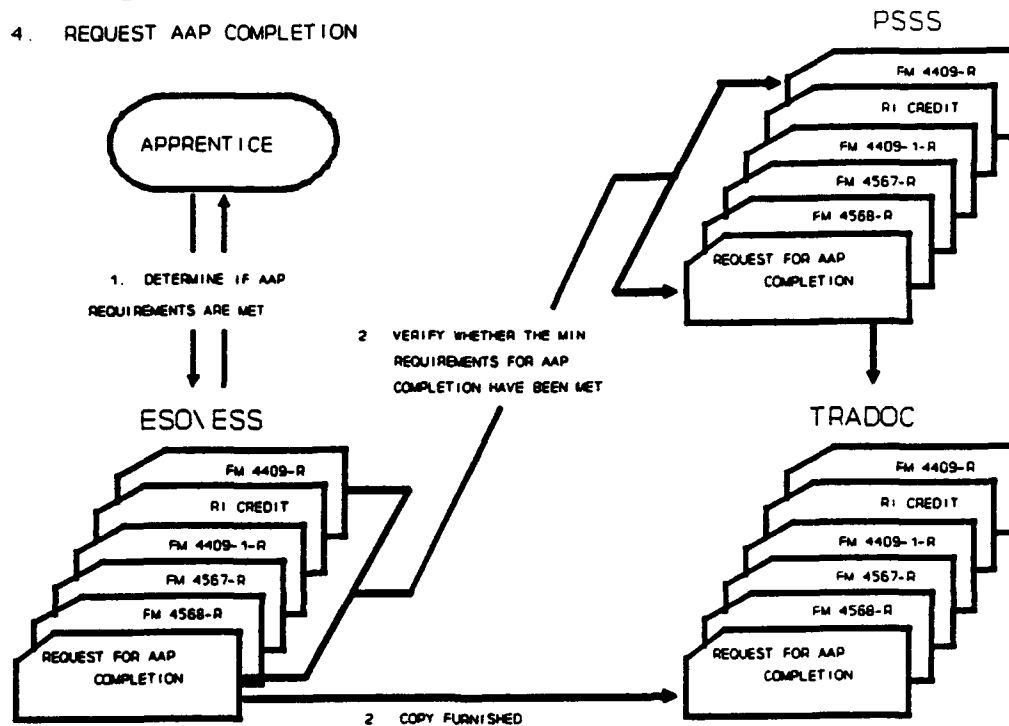 4. REQUEST AAP COMPLETION
APPRENTICE
1. DETERMINE IF AAP
REQUIREMENTS ARE MET
ESO\ESS
FM 4409-R
RI CREDIT
FM 4409-1-R
FM 4567-R
FM 4568-R
REQUEST FOR AAP
COMPLETION
2 VERIFY WHETHER THE MIN
REQUIREMENTS FOR AAP
COMPLETION HAVE BEEN MET
PSSS
FM 4409-R
RI CREDIT
FM 4409-1-R
FM 4567-R
FM 4568-R
REQUEST FOR AAP
COMPLETION
TRADOC
FM 4409-R
RI CREDIT
FM 4409-1-R
FM 4567-R
FM 4568-R
REQUEST FOR AAP
COMPLETION
2 COPY FURNISHED